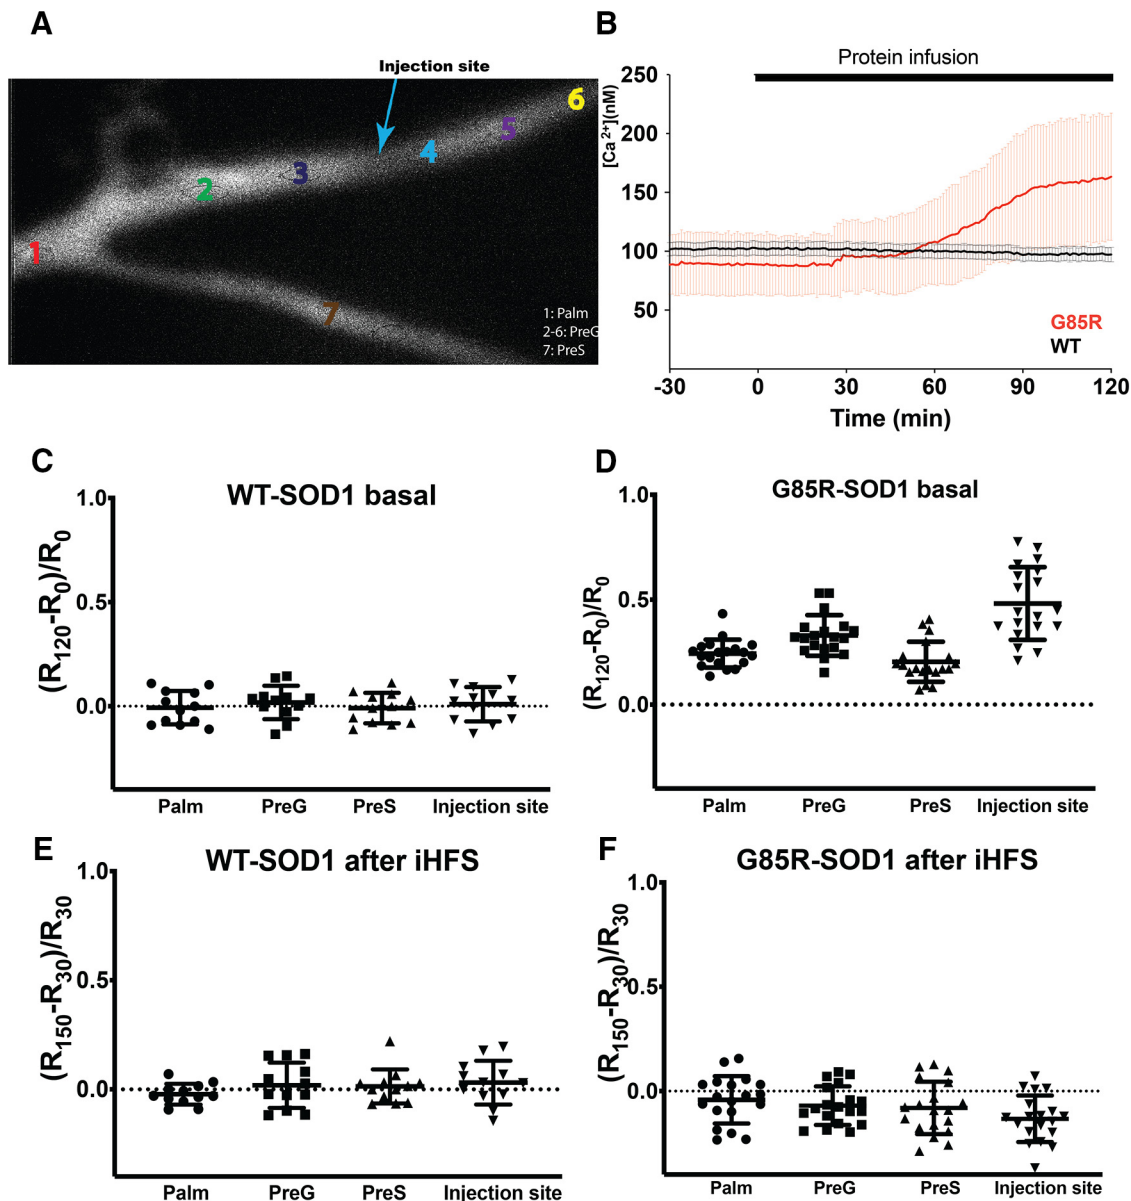 A
Injection site
1
2
3
4
5
6
7
1: Palm
2-6: PreG
7: PreS
B
Protein infusion
[Ca2+](nM)
250
200
150
100
50
G85R
WT
-30 0 30 60 90 120
Time (min)
C
WT-SOD1 basal
(R120-R0)/R0
1.0
0.5
0.0
Palm PreG PreS Injection site
D
G85R-SOD1 basal
(R120-R0)/R0
1.0
0.5
0.0
Palm PreG PreS Injection site
E
WT-SOD1 after iHFS
(R150-R30)/R30
1.0
0.5
0.0
Palm PreG PreS Injection site
F
G85R-SOD1 after iHFS
(R150-R30)/R30
1.0
0.5
0.0
Palm PreG PreS Injection site